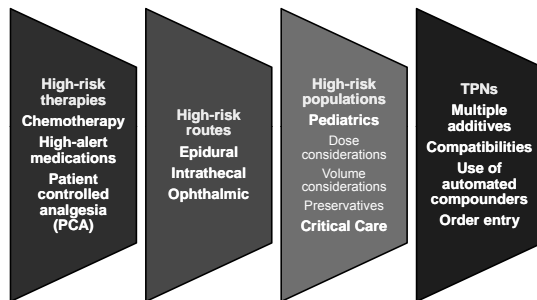 High-risk
therapies
Chemotherapy
High-alert
medications
Patient
controlled
analgesia
(PCA)
High-risk
routes
Epidural
Intrathecal
Ophthalmic
High-risk
populations
Pediatrics
Dose
considerations
Volume
considerations
Preservatives
Critical Care
TPNs
Multiple
additives
Compatibilities
Use of
automated
compounders
Order entry